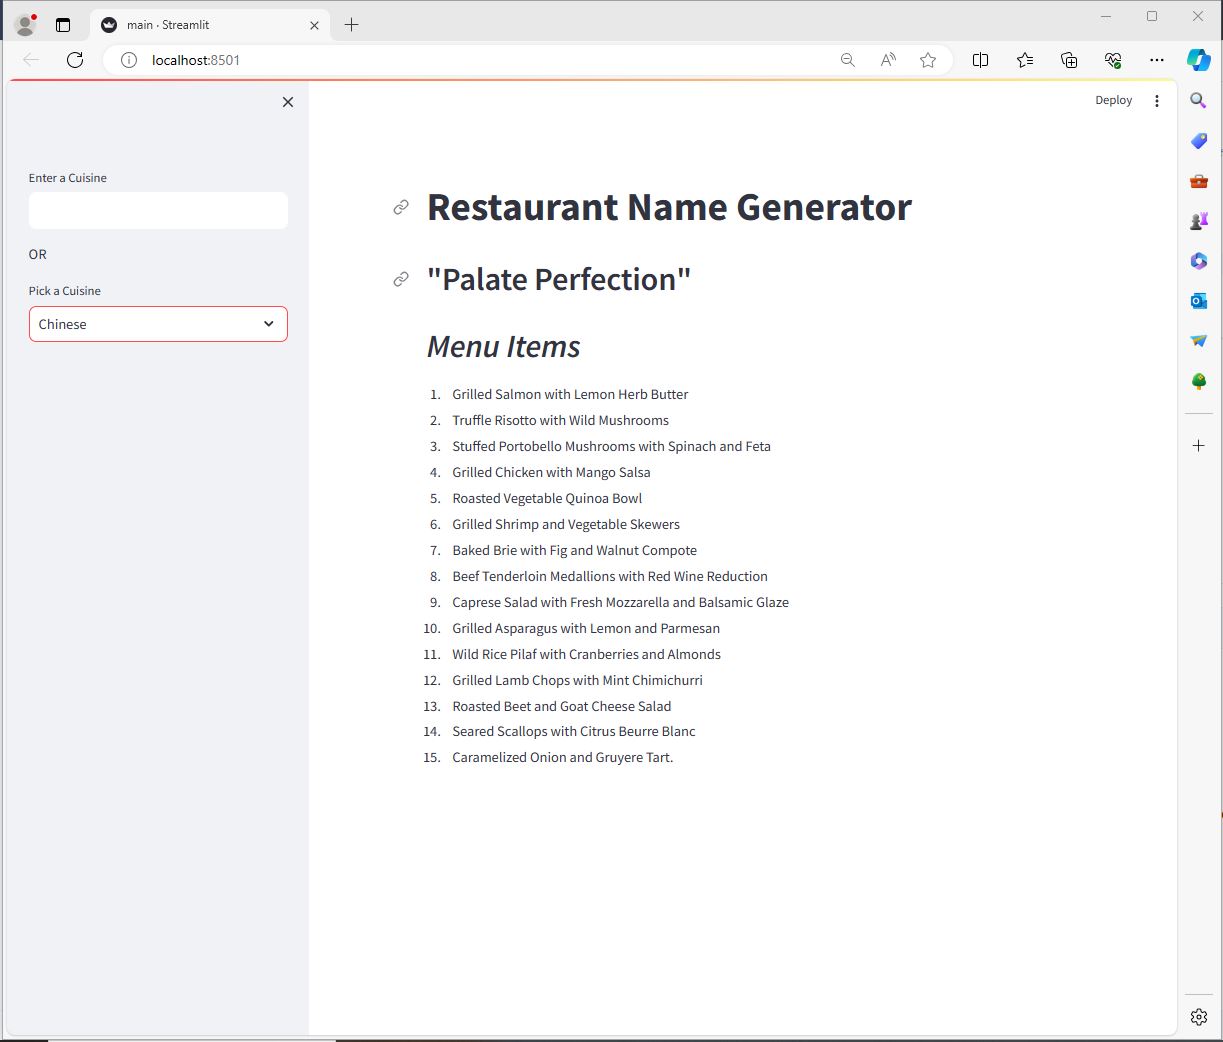 main · Streamlit
localhost:8501
Deploy
Enter a Cuisine
OR
Pick a Cuisine
Chinese
Restaurant Name Generator
"Palate Perfection"
Menu Items
1. Grilled Salmon with Lemon Herb Butter
2. Truffle Risotto with Wild Mushrooms
3. Stuffed Portobello Mushrooms with Spinach and Feta
4. Grilled Chicken with Mango Salsa
5. Roasted Vegetable Quinoa Bowl
6. Grilled Shrimp and Vegetable Skewers
7. Baked Brie with Fig and Walnut Compote
8. Beef Tenderloin Medallions with Red Wine Reduction
9. Caprese Salad with Fresh Mozzarella and Balsamic Glaze
10. Grilled Asparagus with Lemon and Parmesan
11. Wild Rice Pilaf with Cranberries and Almonds
12. Grilled Lamb Chops with Mint Chimichurri
13. Roasted Beet and Goat Cheese Salad
14. Seared Scallops with Citrus Beurre Blanc
15. Caramelized Onion and Gruyere Tart.